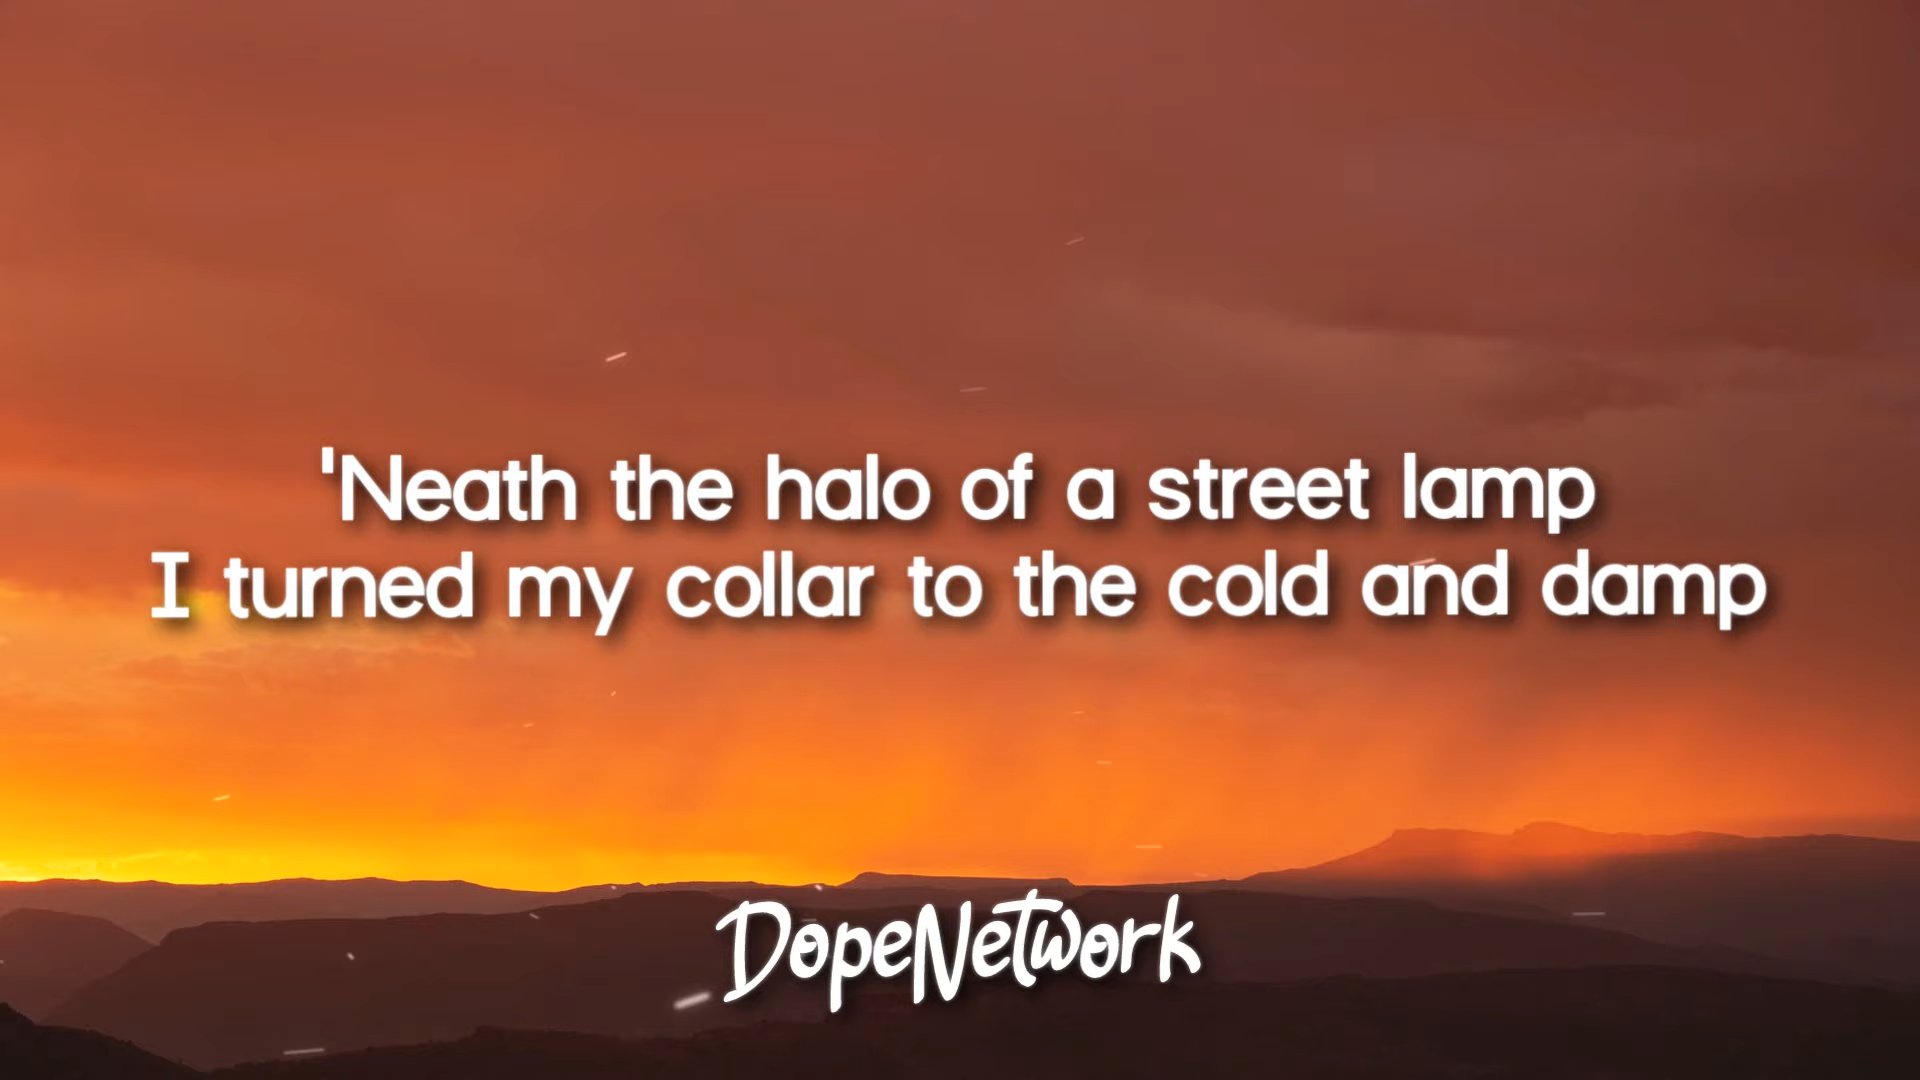 'Neath the halo of a street lamp
I turned my collar to the cold and damp
DopeNetwork